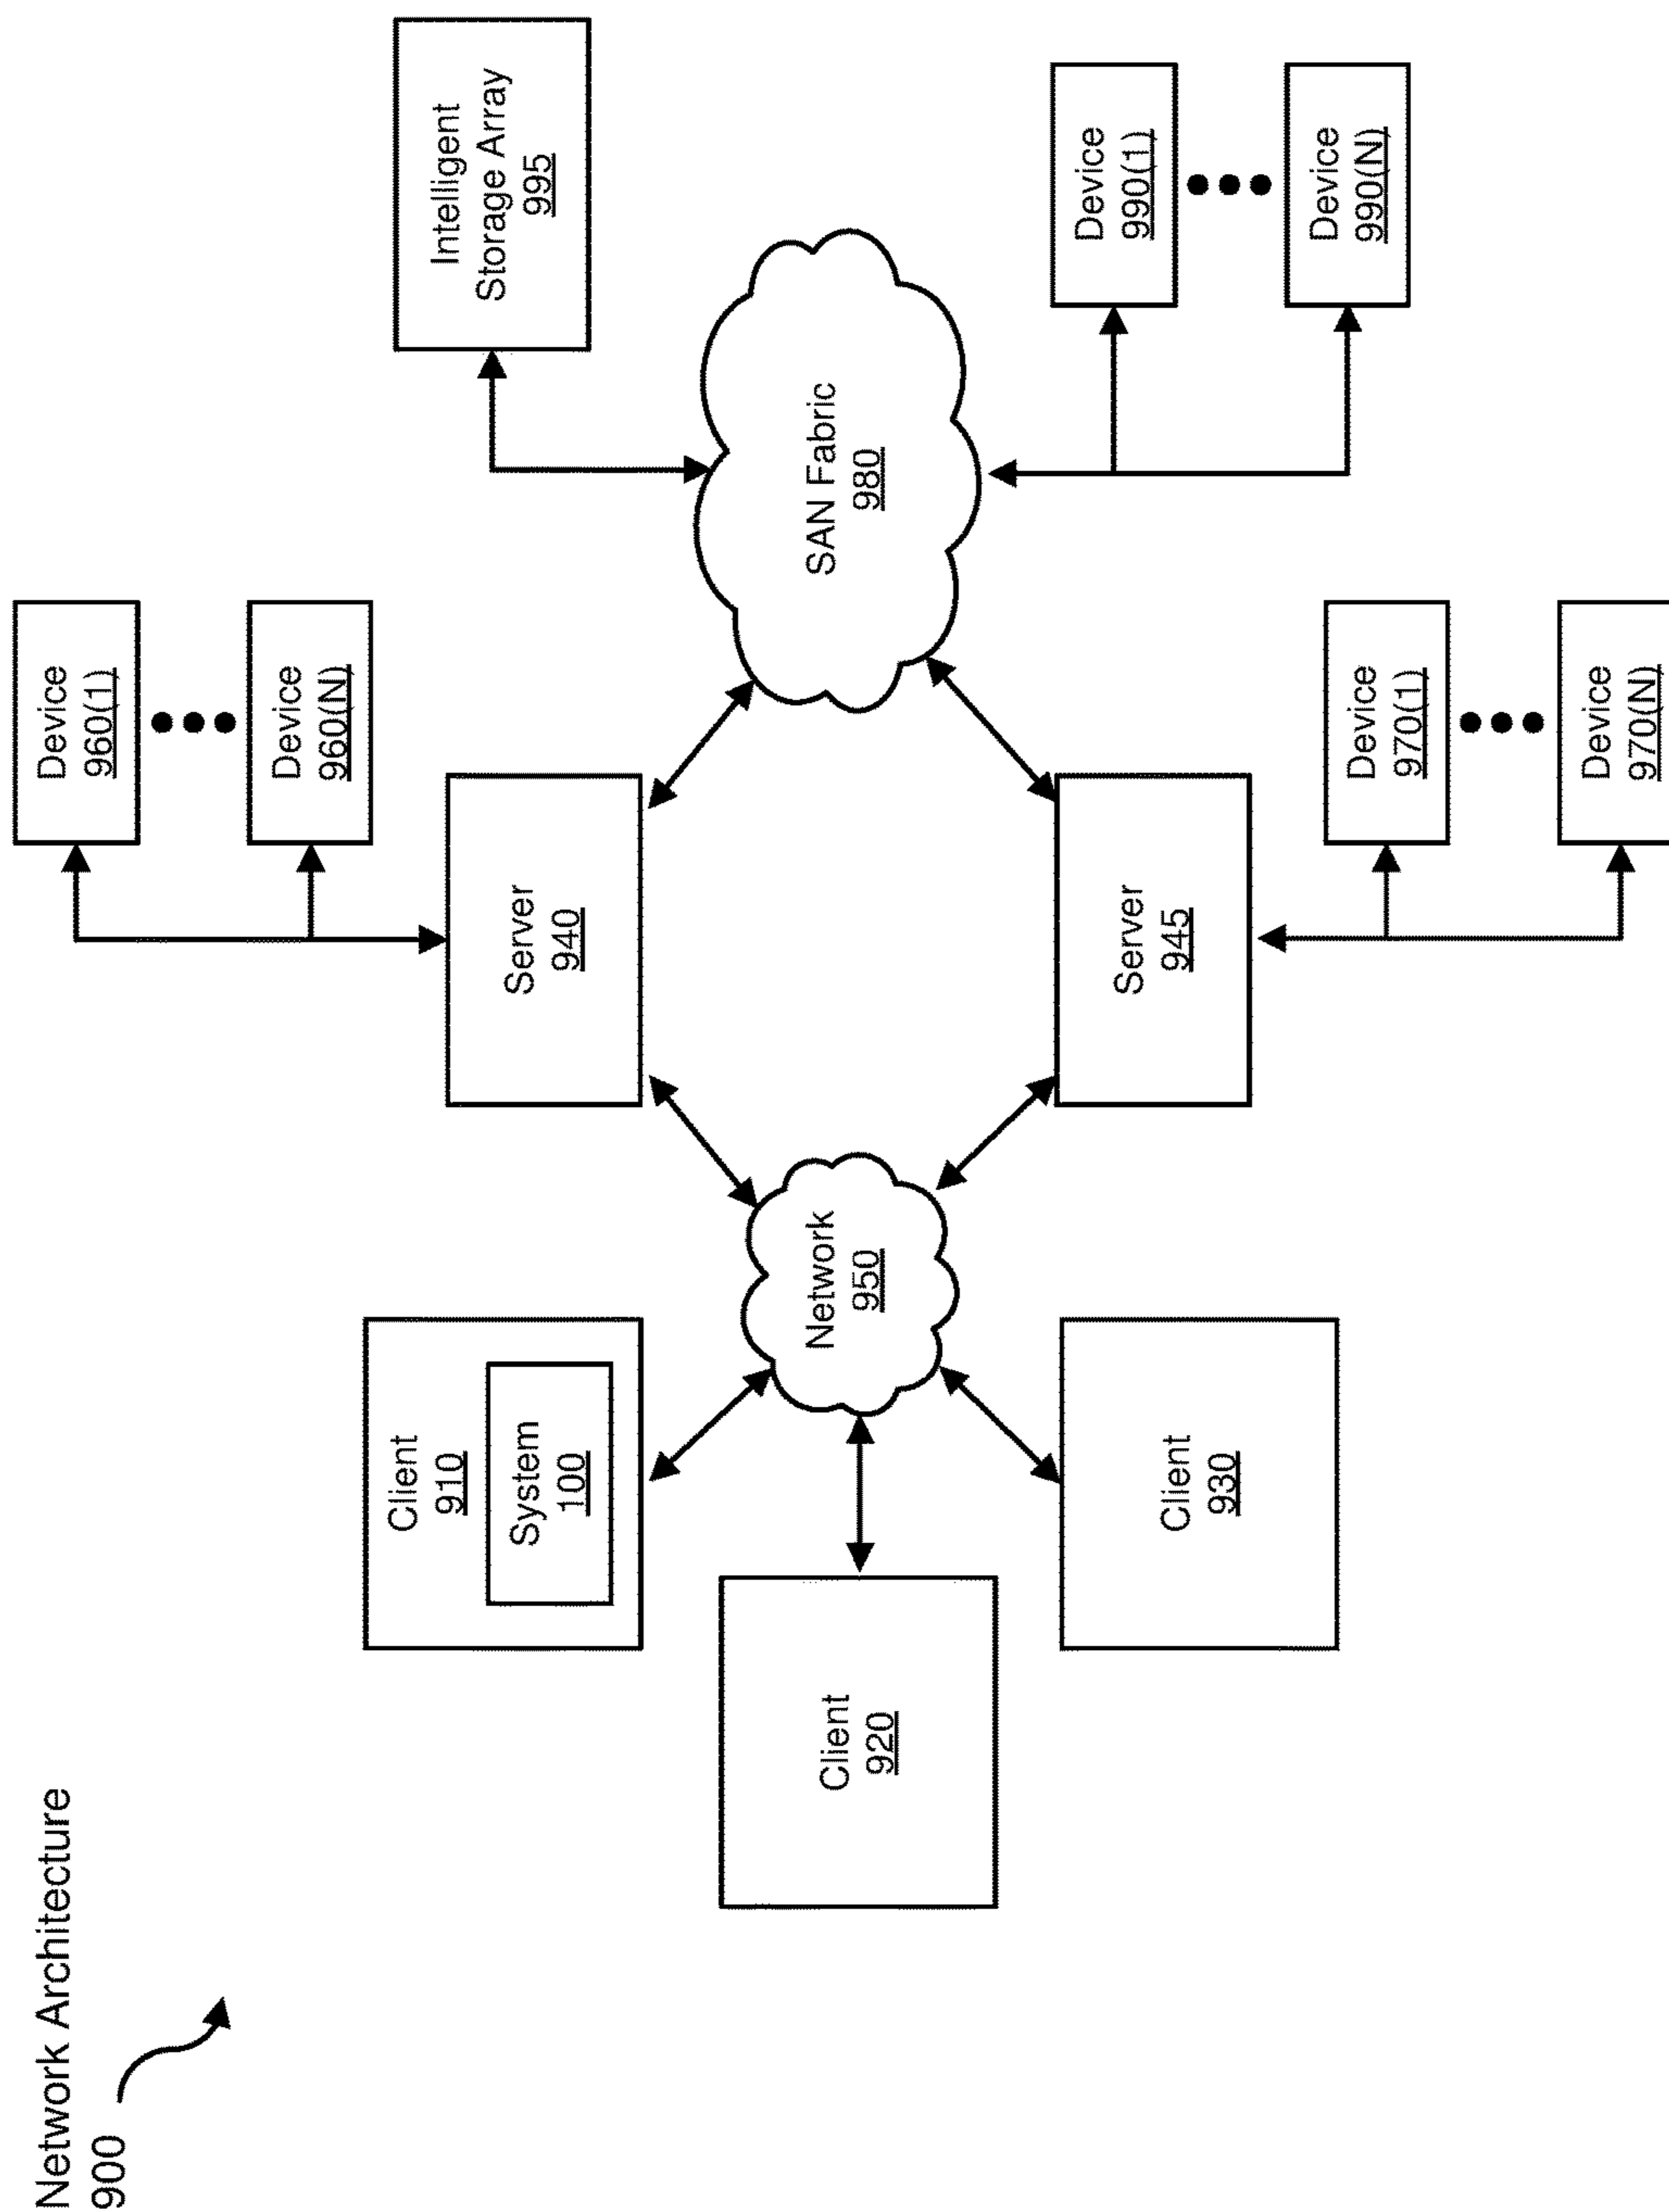 Network Architecture
900
Client
910
System
100
Client
920
Client
930
Network
950
Server
940
Server
945
Device
960(1)
Device
960(N)
Device
970(1)
Device
970(N)
SAN Fabric
980
Intelligent
Storage Array
995
Device
990(1)
Device
990(N)